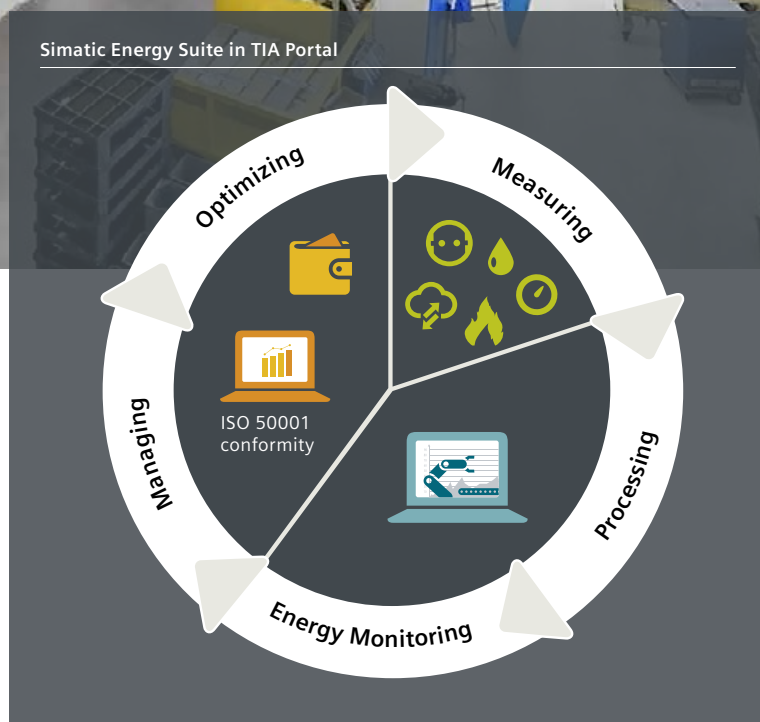 Simatic Energy Suite in TIA Portal
Optimizing
Measuring
ISO 50001
conformity
Managing
Processing
Energy Monitoring